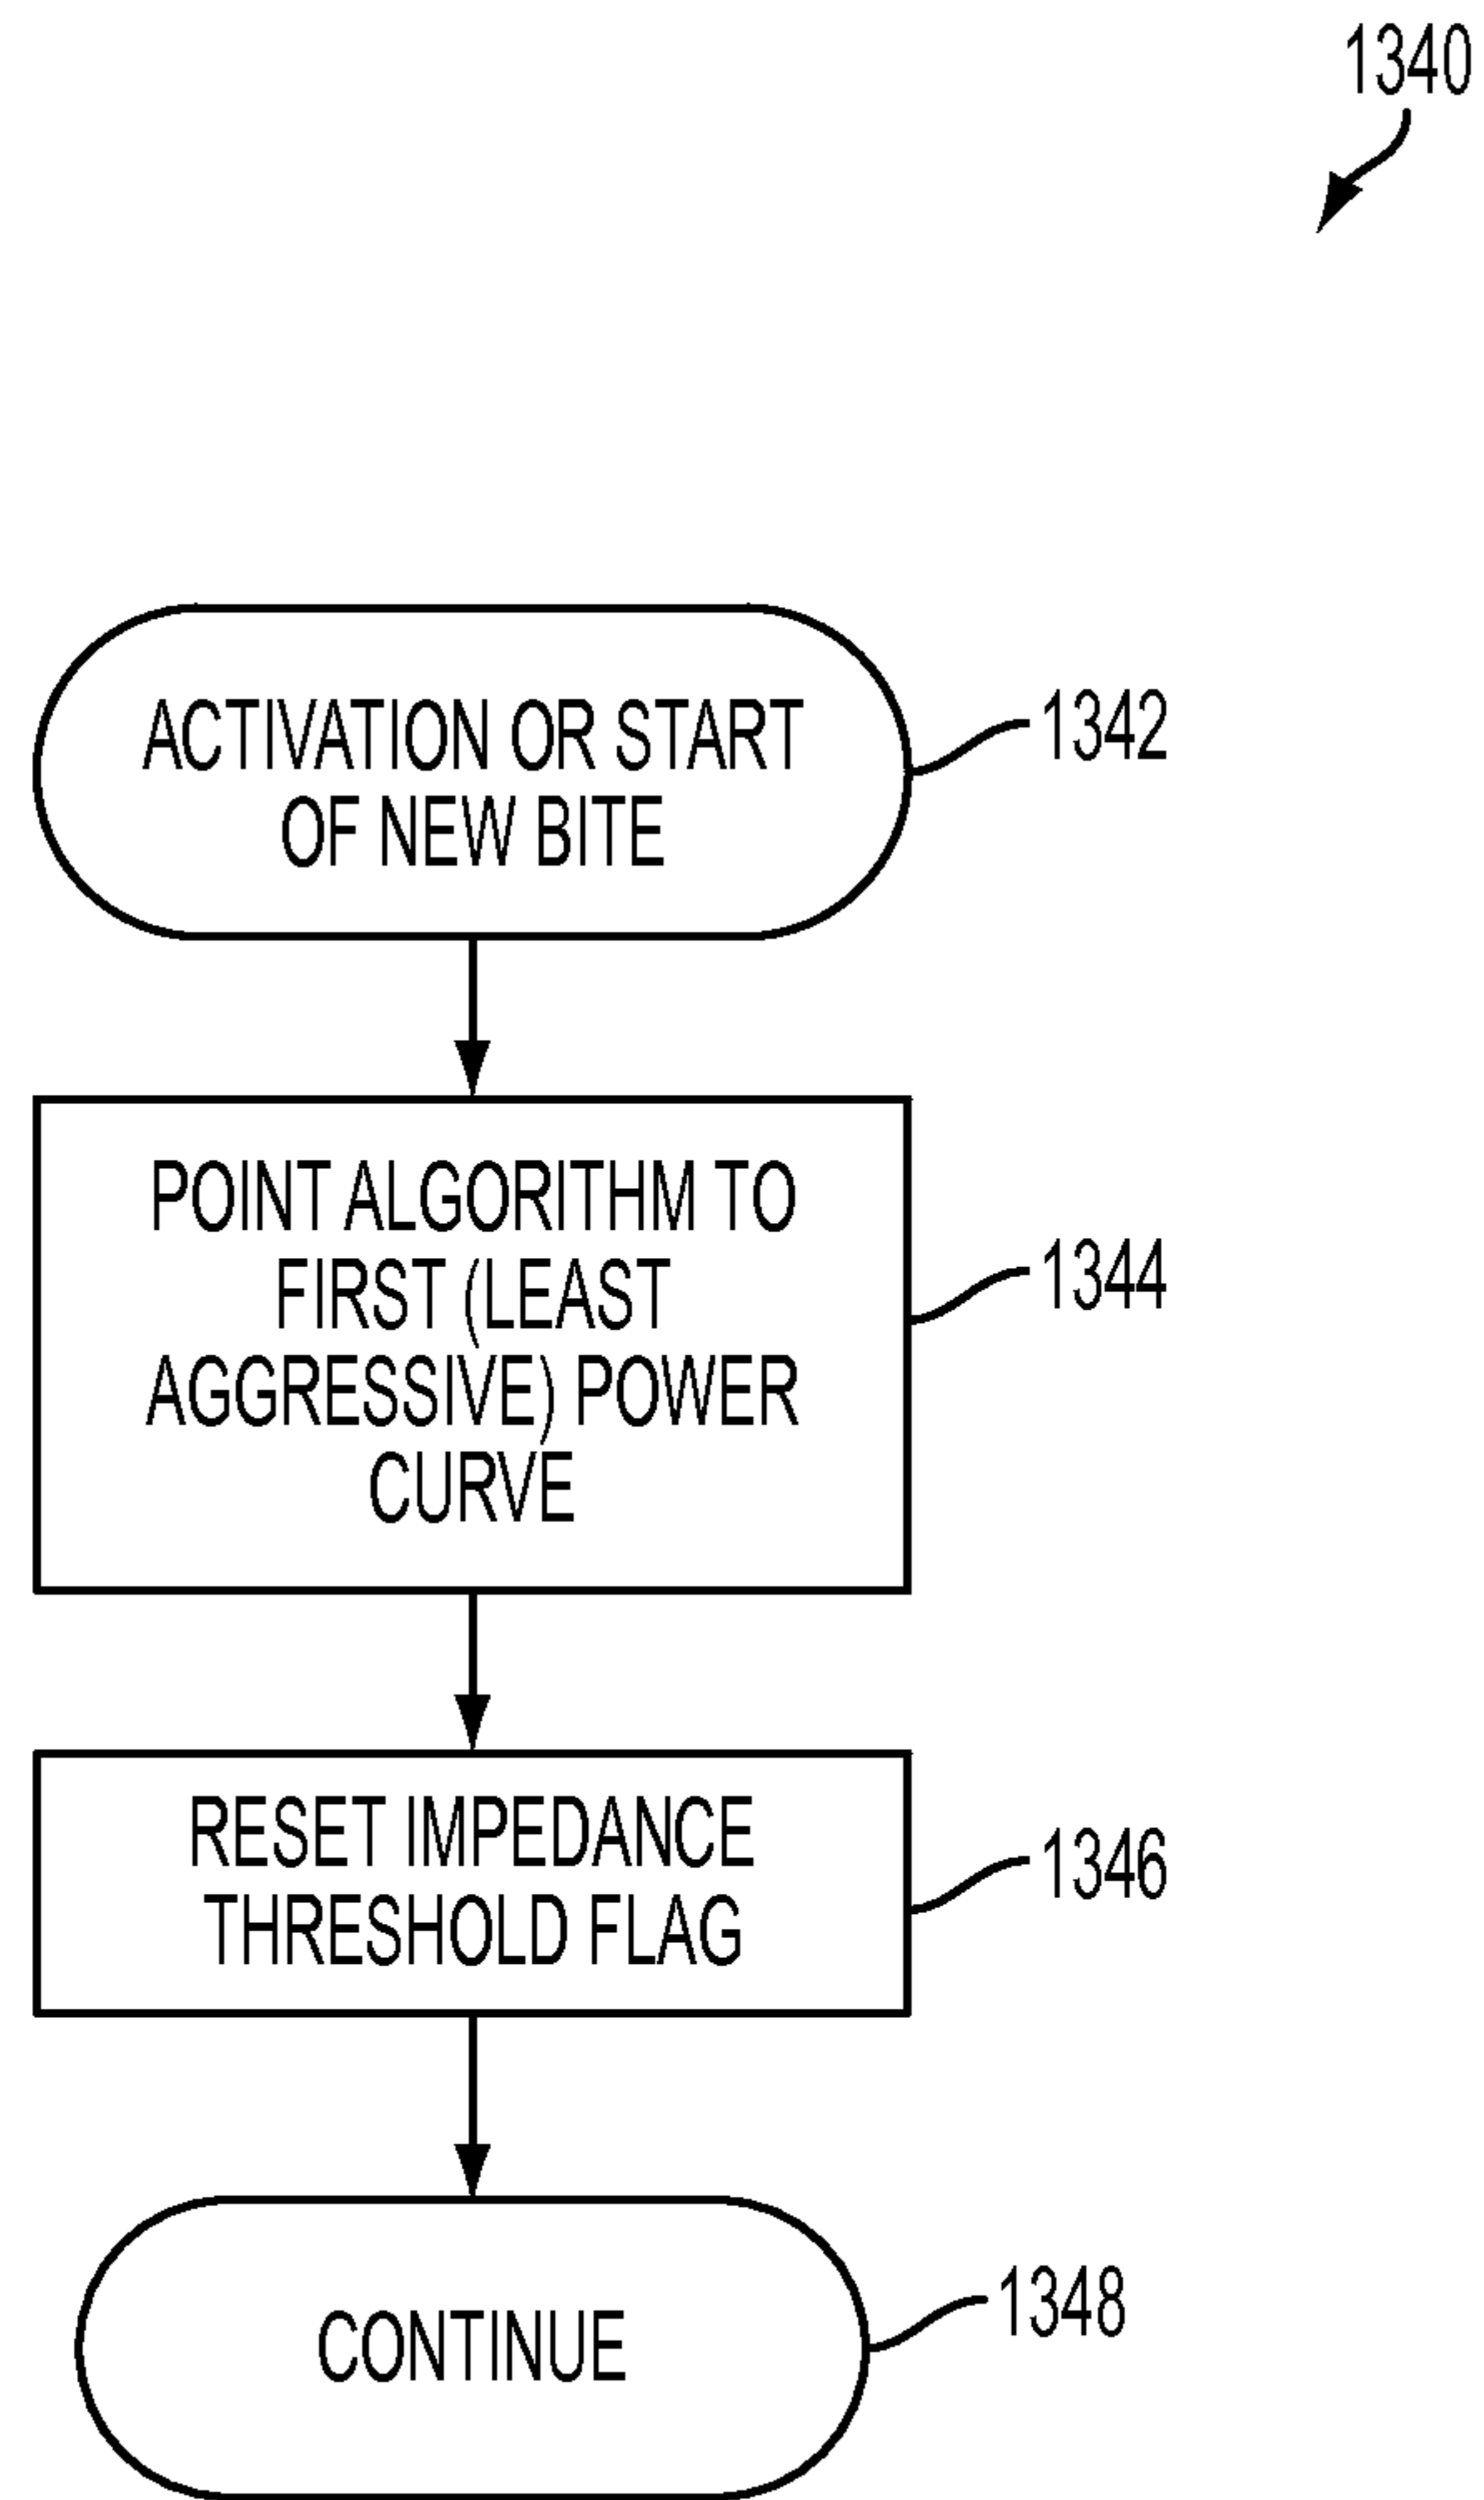 1340
ACTIVATION OR START
OF NEW BITE
1342
POINT ALGORITHM TO
FIRST (LEAST
AGGRESSIVE) POWER
CURVE
1344
RESET IMPEDANCE
THRESHOLD FLAG
1346
CONTINUE
1348